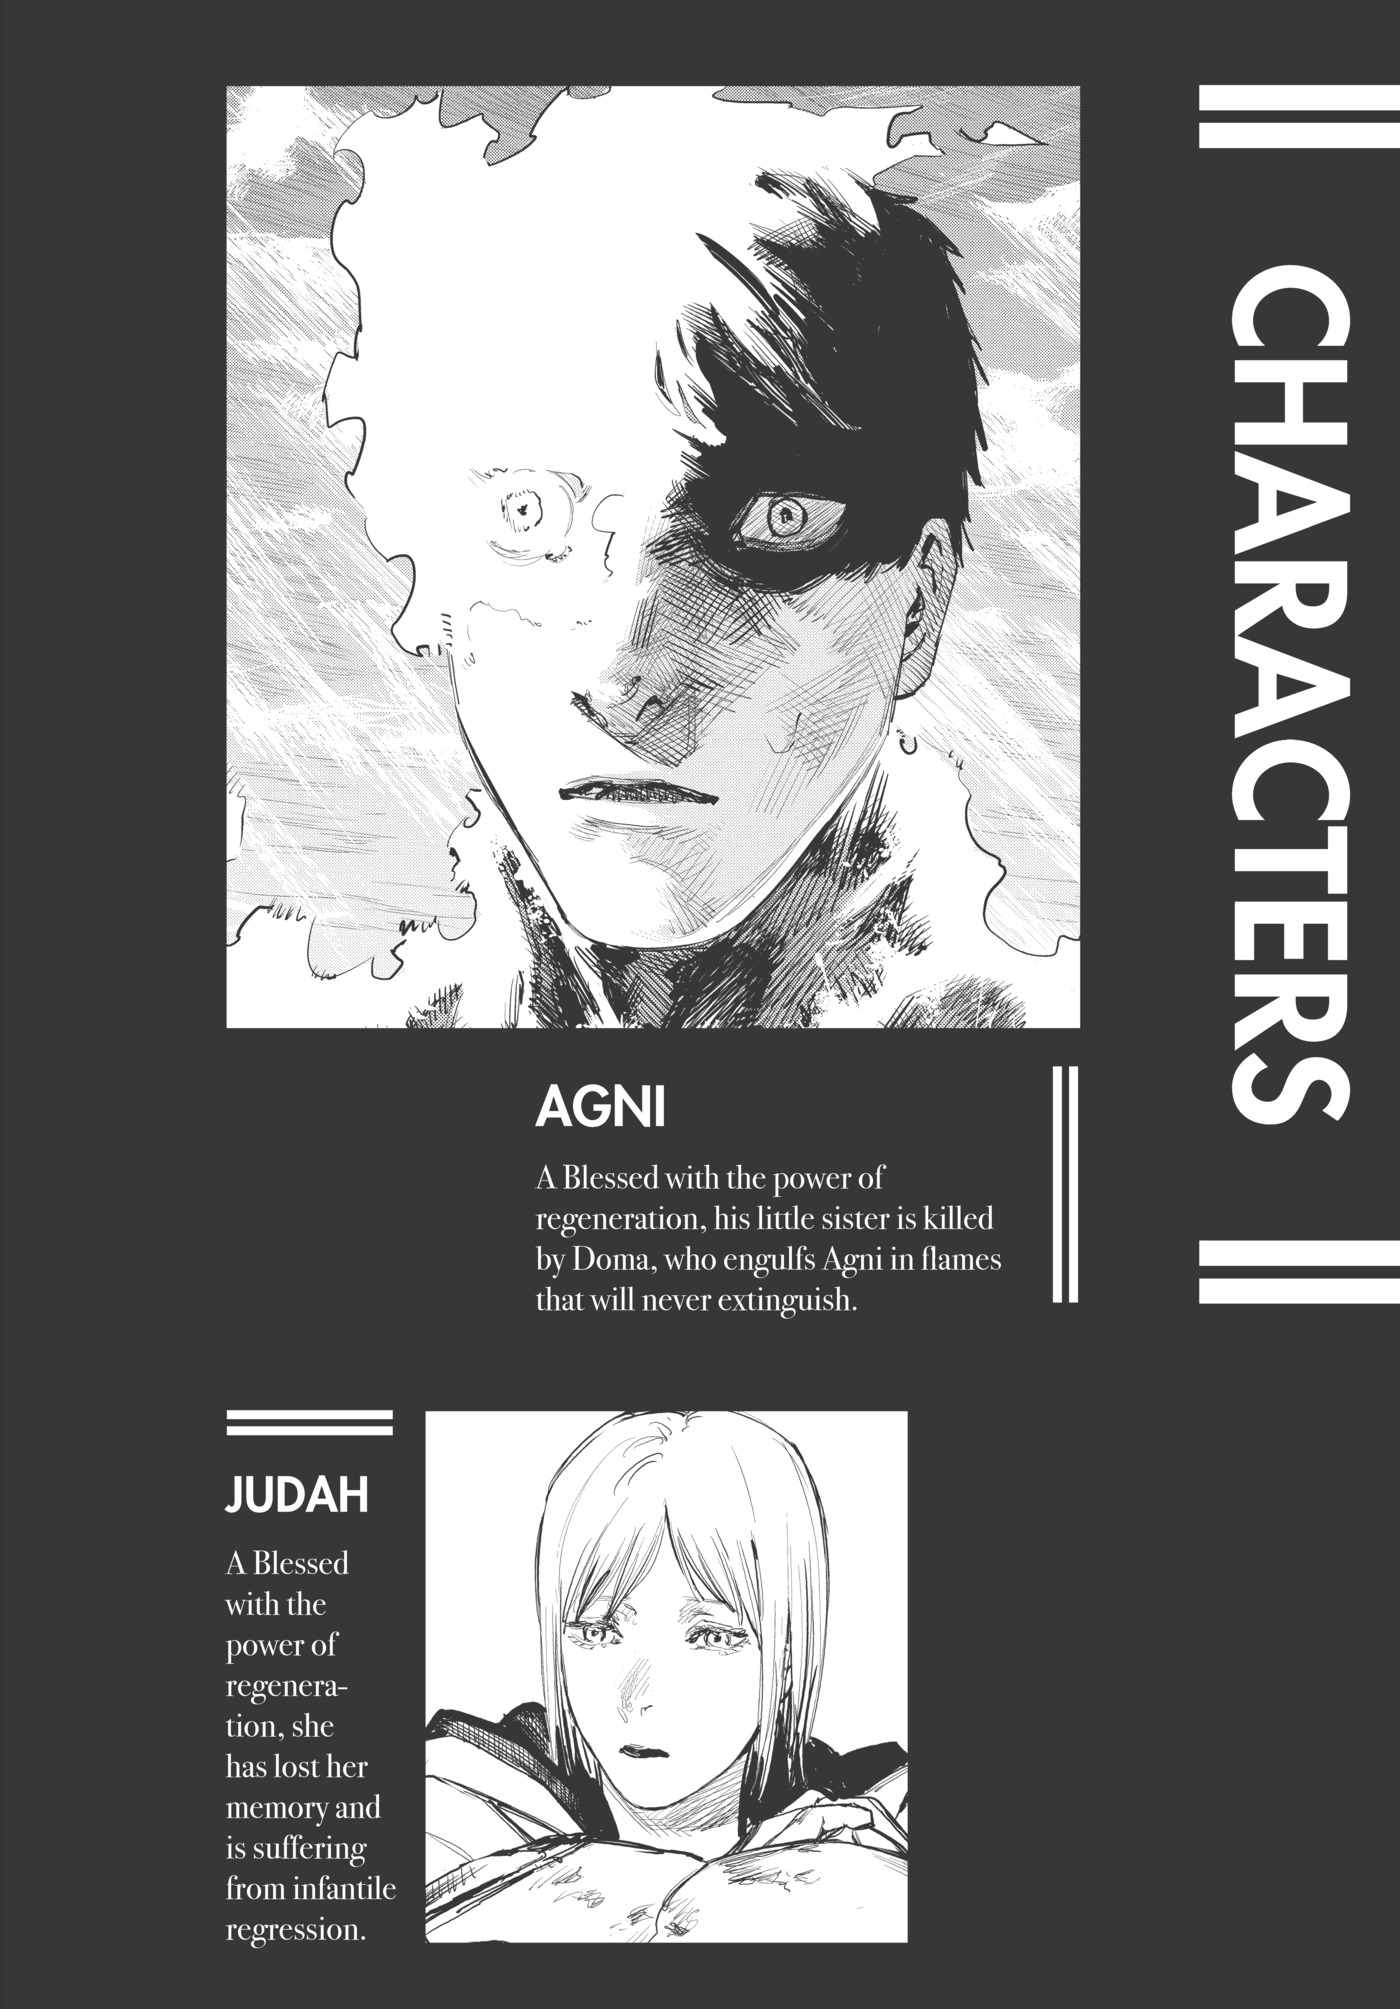 CHARACTERS
AGNI
A Blessed with the power of
regeneration, his little sister is killed
by Doma, who engulfs Agni in flames
that will never extinguish.
JUDAH
A Blessed
with the
power of
regenera-
tion, she
has lost her
memory and
is suffering
from infantile
regression.